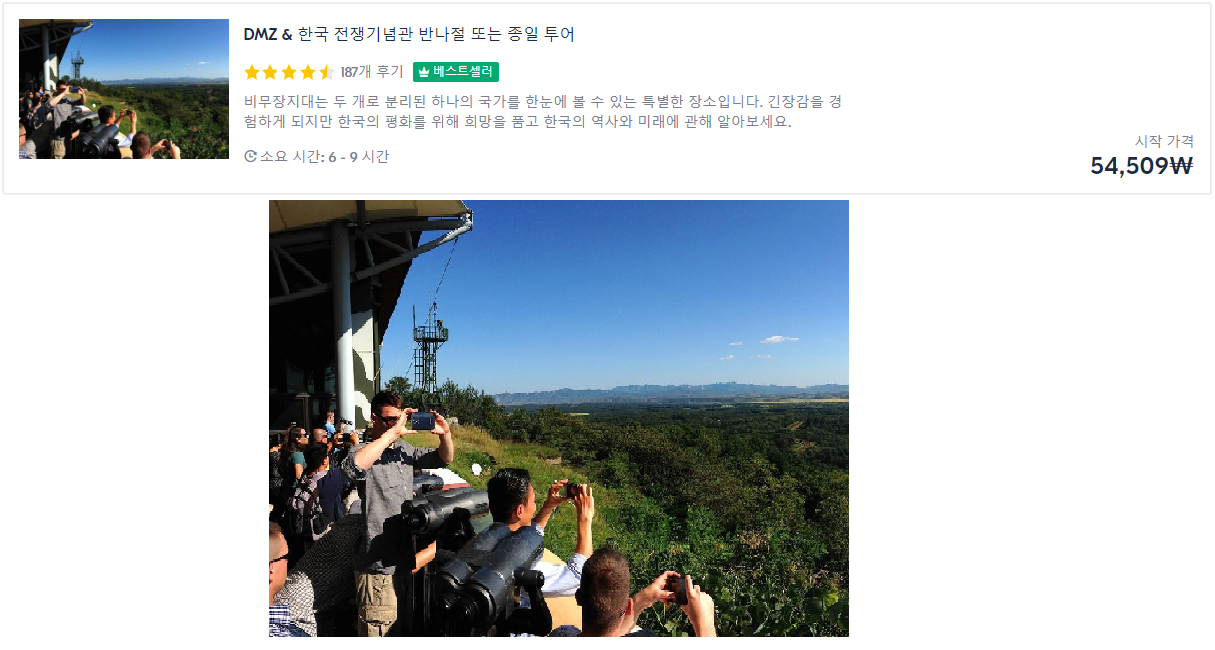 DMZ & 한국 전쟁기념관 반나절 또는 종일 투어
187개 후기 베스트셀러
비무장지대는 두 개로 분리된 하나의 국가를 한눈에 볼 수 있는 특별한 장소입니다. 긴장감을 경
험하게 되지만 한국의 평화를 위해 희망을 품고 한국의 역사와 미래에 관해 알아보세요.
소요 시간: 6 - 9 시간
시작 가격
54,509₩